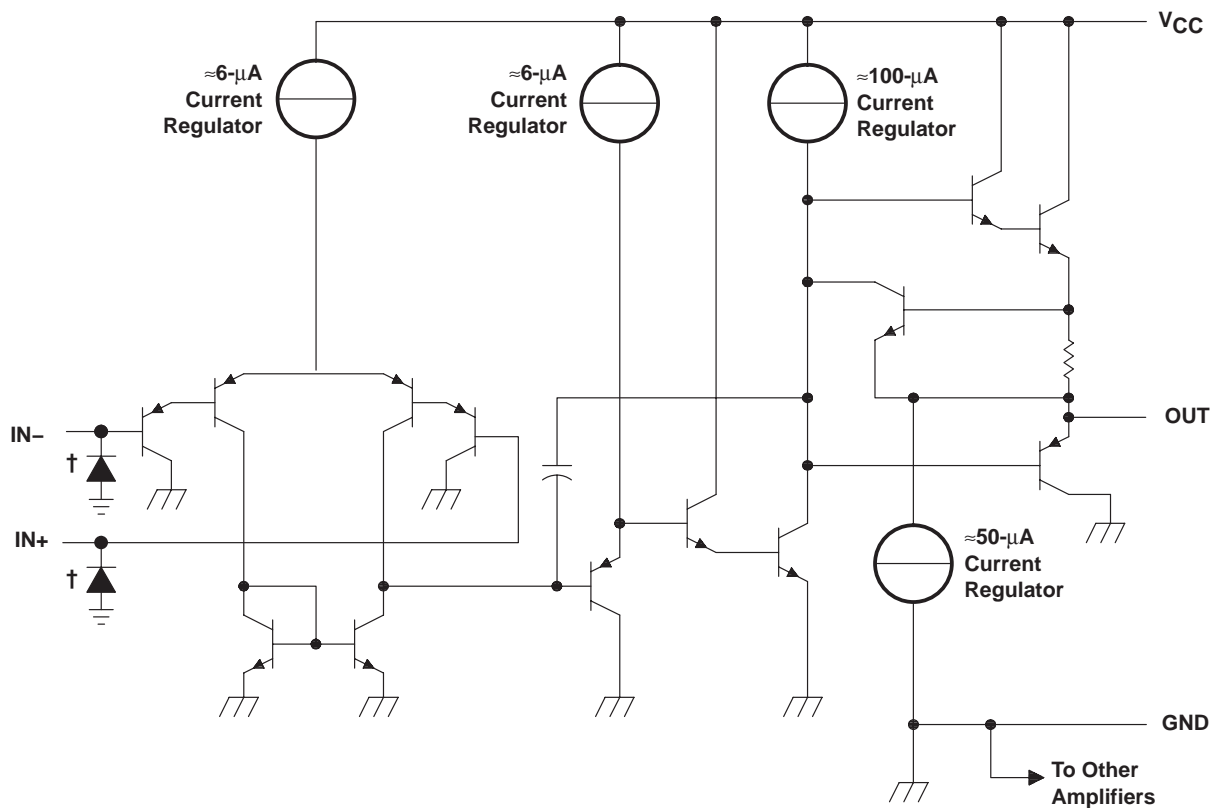 V_CC
≈6-μA
Current
Regulator
≈6-μA
Current
Regulator
≈100-μA
Current
Regulator
IN−
†
OUT
IN+
†
≈50-μA
Current
Regulator
GND
To Other
Amplifiers